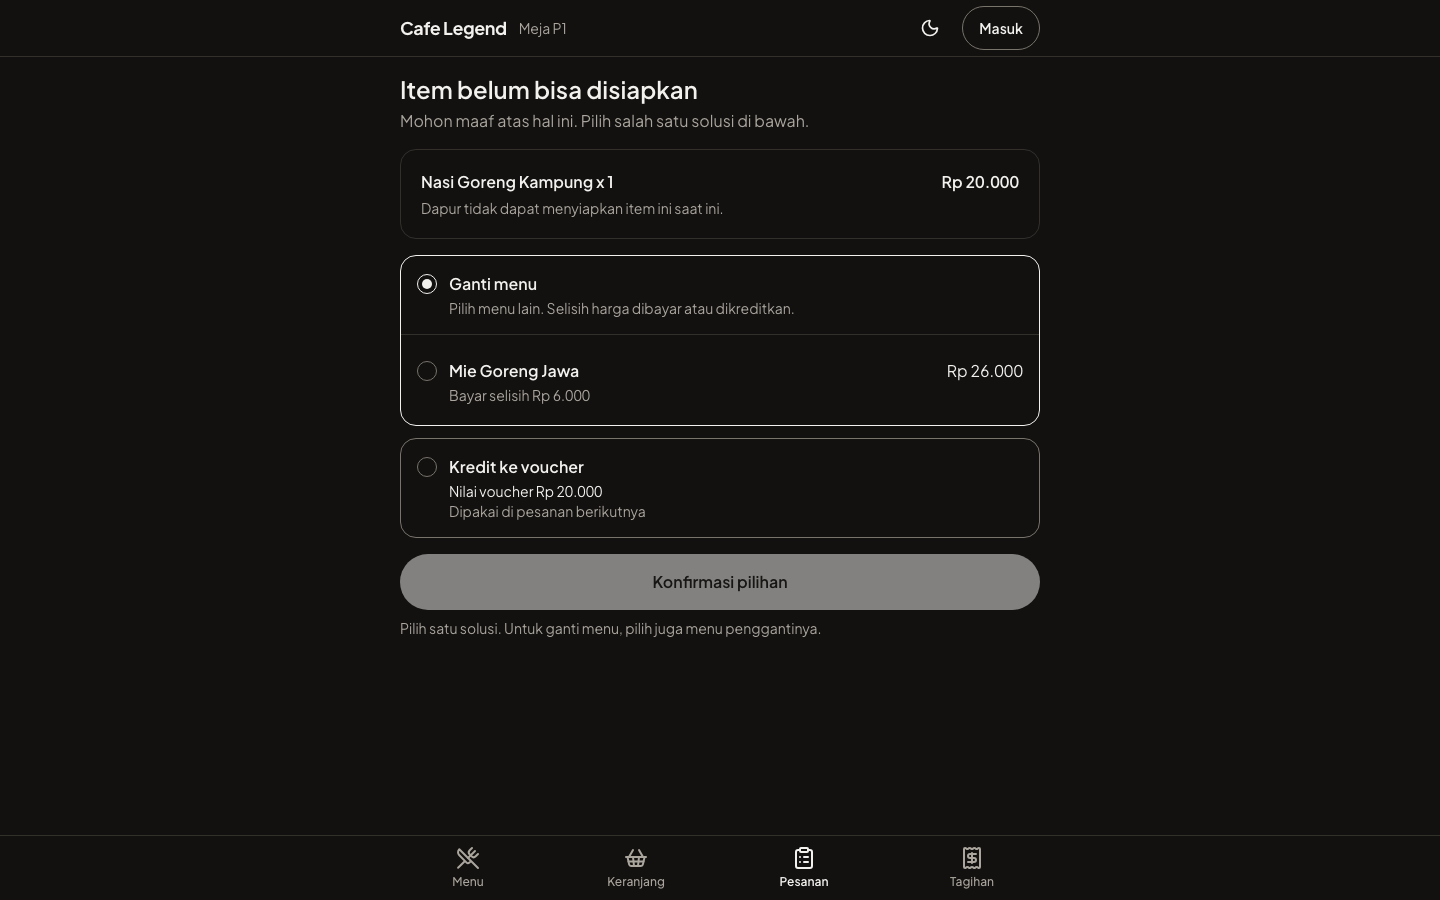 Cafe Legend Meja P1
Masuk
Item belum bisa disiapkan
Mohon maaf atas hal ini. Pilih salah satu solusi di bawah.
Nasi Goreng Kampung x 1 Rp 20.000
Dapur tidak dapat menyiapkan item ini saat ini.
Ganti menu
Pilih menu lain. Selisih harga dibayar atau dikreditkan.
Mie Goreng Jawa Rp 26.000
Bayar selisih Rp 6.000
Kredit ke voucher
Nilai voucher Rp 20.000
Dipakai di pesanan berikutnya
Konfirmasi pilihan
Pilih satu solusi. Untuk ganti menu, pilih juga menu penggantinya.
Menu Keranjang Pesanan Tagihan